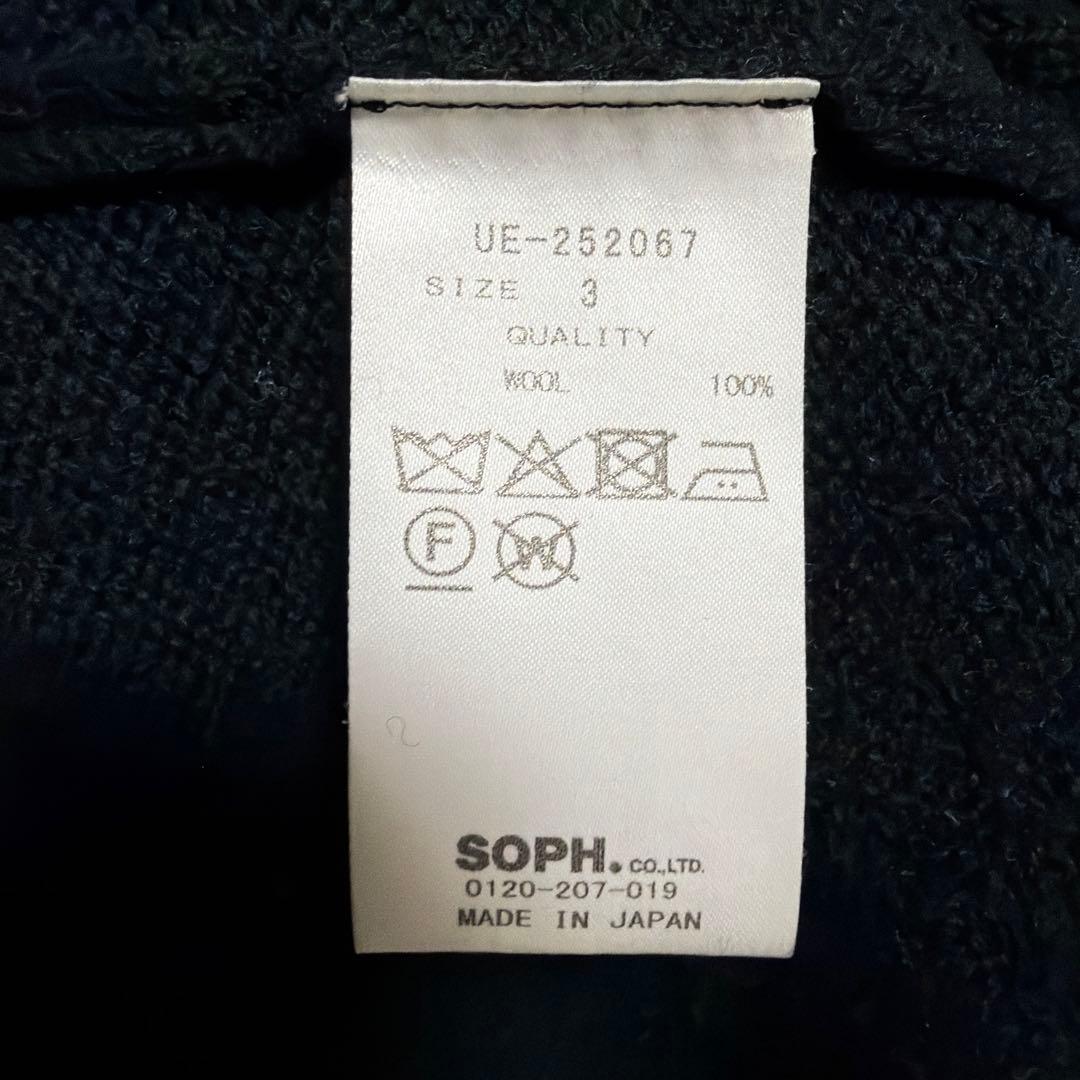 UE-252067
SIZE 3
QUALITY
WOOL 100%
F W
SOPH. CO.,LTD.
0120-207-019
MADE IN JAPAN